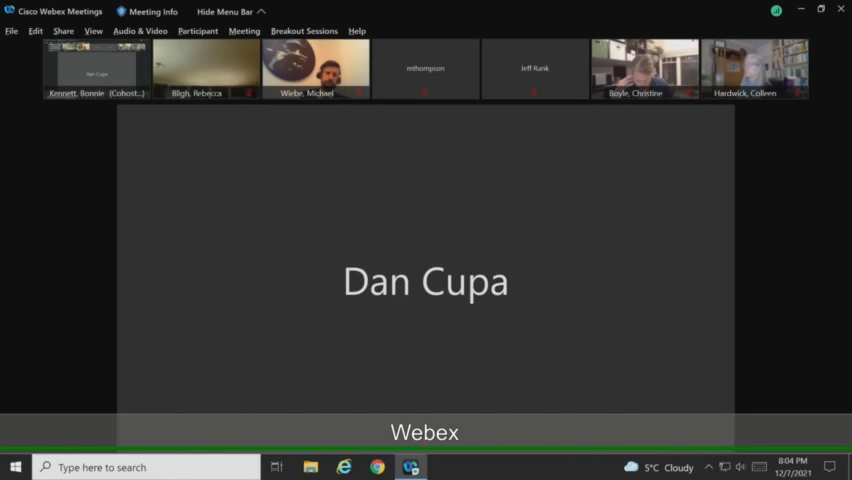 Cisco Webex Meetings Meeting Info Hide Menu Bar
File Edit Share View Audio & Video Participant Meeting Breakout Sessions Help
Dan Cupa mthompson Jeff Rank
Kennett, Bonnie (Cohost...) Bligh, Rebecca Wiebe, Michael Boyle, Christine Hardwick, Colleen
Dan Cupa
Webex
Type here to search 5°C Cloudy 8:04 PM
12/7/2021